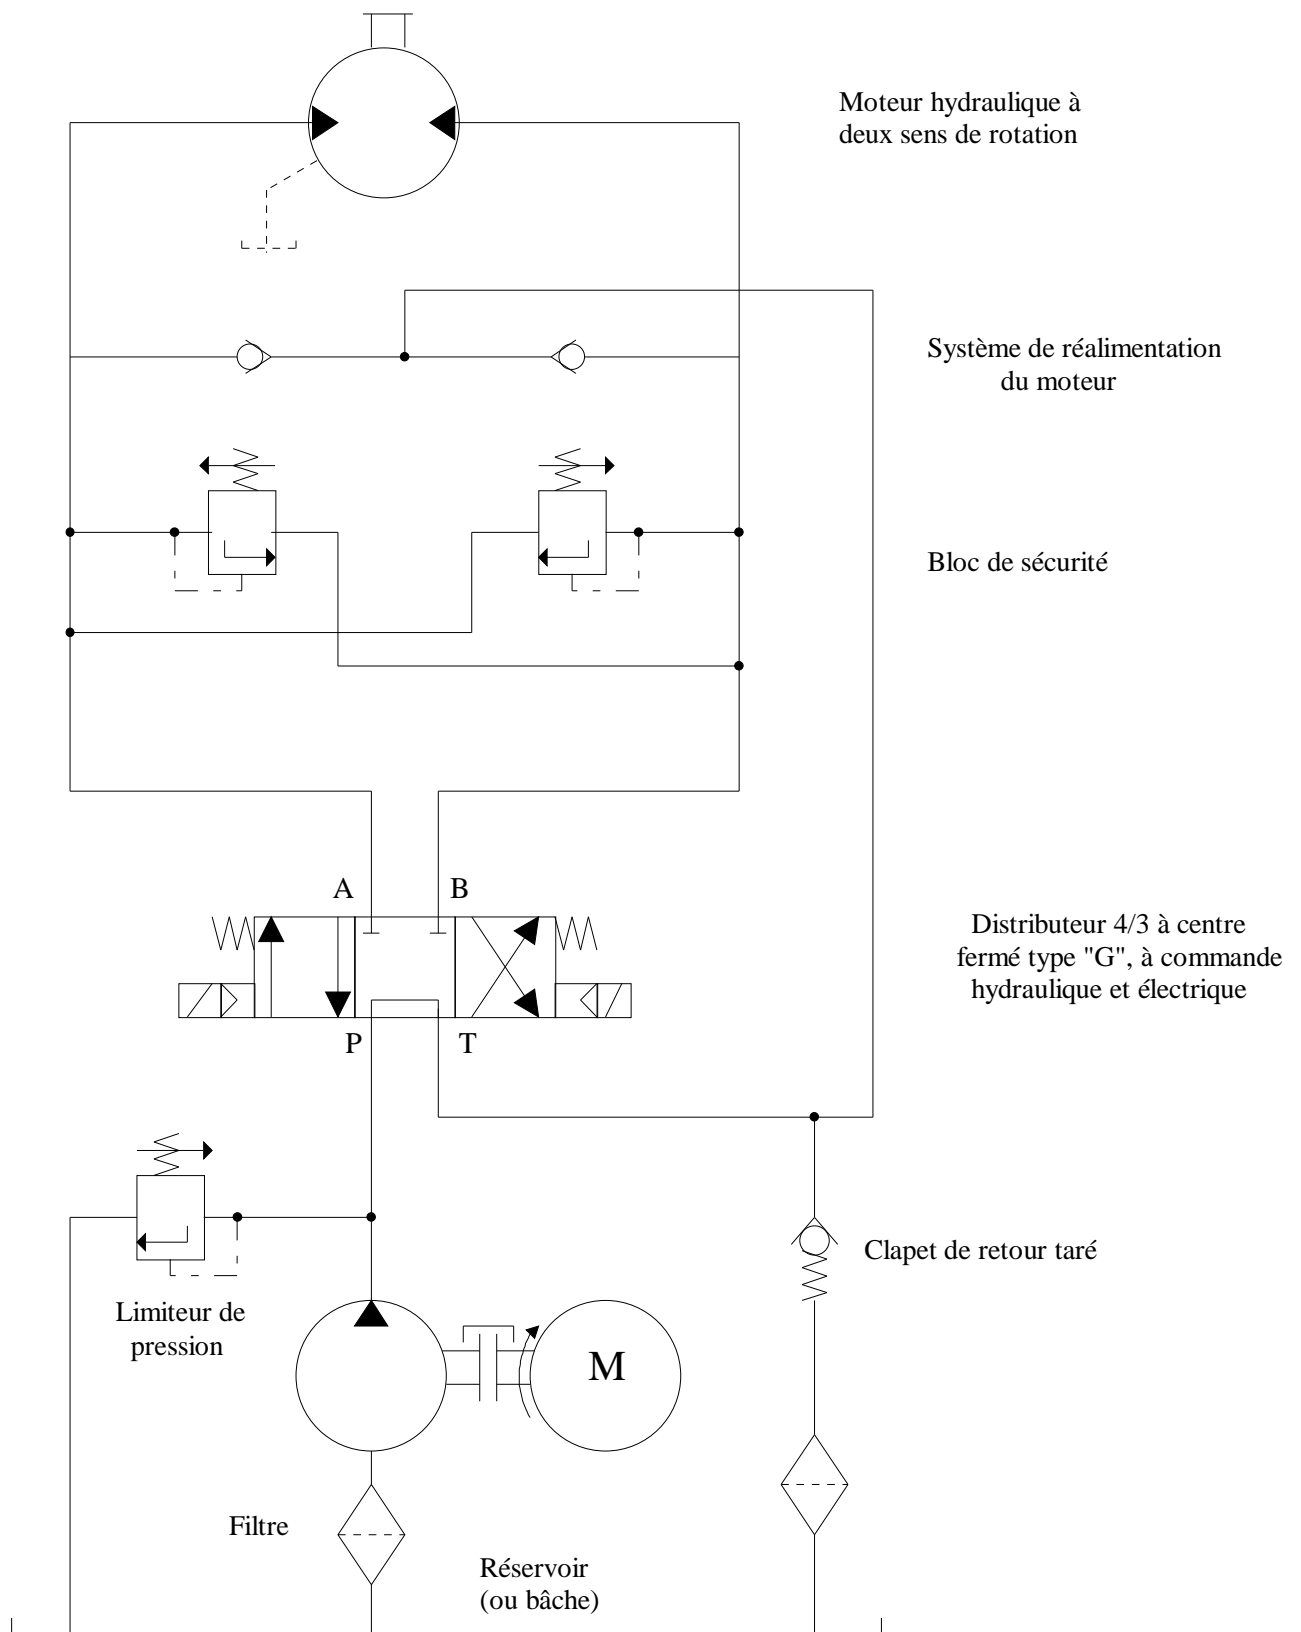 Moteur hydraulique à
deux sens de rotation
Système de réalimentation
du moteur
Bloc de sécurité
A
B
Distributeur 4/3 à centre
fermé type "G", à commande
hydraulique et électrique
P
T
Clapet de retour taré
Limiteur de
pression
M
Filtre
Réservoir
(ou bâche)